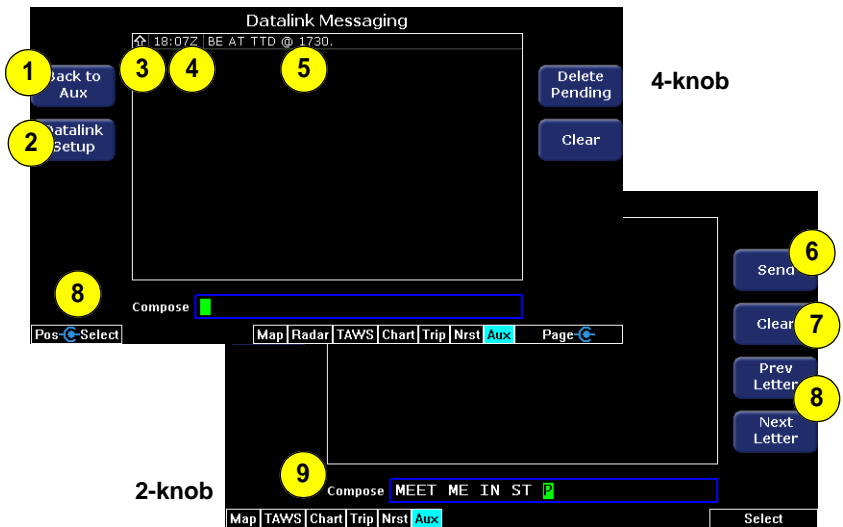 Datalink Messaging
18:07Z BE AT TTD @ 1730.
1
Back to
Aux
3
4
5
Delete
Pending
4-knob
2
Datalink
Setup
Clear
8
6
Send
Compose
Pos Select
Map Radar TAWS Chart Trip Nrst Aux
Page
Clear
7
Prev
Letter
8
Next
Letter
9
2-knob
Compose MEET ME IN ST P
Map TAWS Chart Trip Nrst Aux
Select